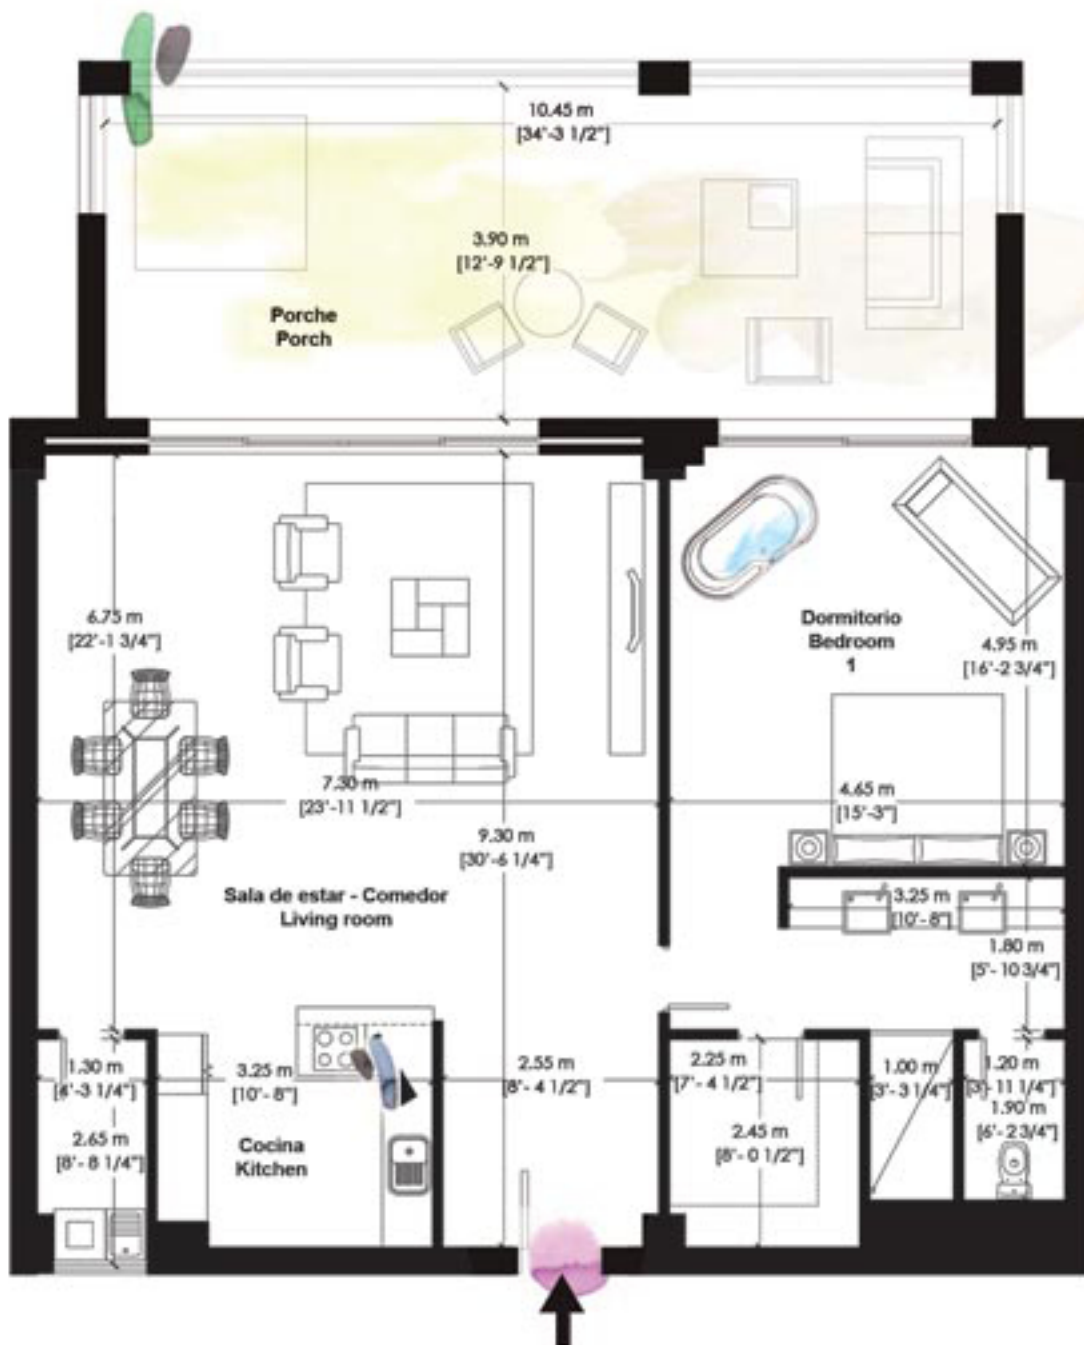 10.45 m
[34'-3 1/2"]
3.90 m
[12'-9 1/2"]
Porche
Porch
6.75 m
[22'-1 3/4"]
Dormitorio
Bedroom
1
4.95 m
[16'-2 3/4"]
7.30 m
[23'-11 1/2"]
4.65 m
[15'-3"]
9.30 m
[30'-6 1/4"]
Sala de estar - Comedor
Living room
3.25 m
[10'- 8"]
1.80 m
[5'- 10 3/4"]
1.30 m
[4'-3 1/4"]
3.25 m
[10'- 8"]
2.55 m
[8'- 4 1/2"]
2.25 m
[7'- 4 1/2"]
1.00 m
[3'- 3 1/4"]
1.20 m
[3'- 11 1/4"]
1.90 m
[6'- 2 3/4"]
2.65 m
[8'- 8 1/4"]
Cocina
Kitchen
2.45 m
[8'- 0 1/2"]